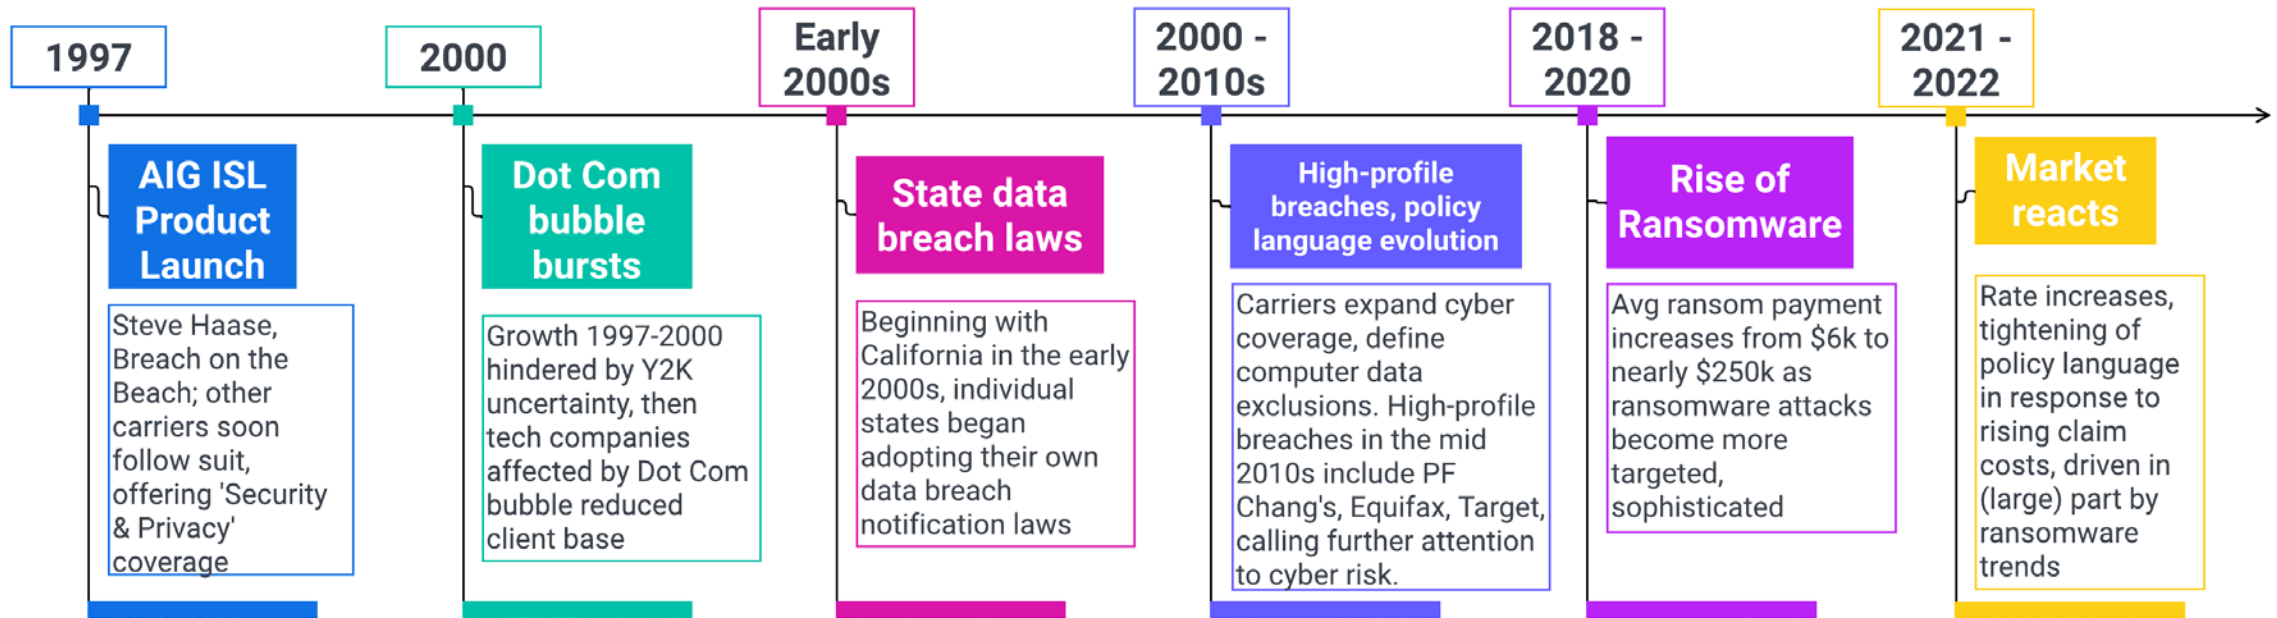 1997
AIG ISL
Product
Launch
Steve Haase,
Breach on the
Beach; other
carriers soon
follow suit,
offering 'Security
& Privacy'
coverage
2000
Dot Com
bubble
bursts
Growth 1997-2000
hindered by Y2K
uncertainty, then
tech companies
affected by Dot Com
bubble reduced
client base
Early
2000s
State data
breach laws
Beginning with
California in the early
2000s, individual
states began
adopting their own
data breach
notification laws
2000 -
2010s
High-profile
breaches, policy
language evolution
Carriers expand cyber
coverage, define
computer data
exclusions. High-profile
breaches in the mid
2010s include PF
Chang's, Equifax, Target,
calling further attention
to cyber risk.
2018 -
2020
Rise of
Ransomware
Avg ransom payment
increases from $6k to
nearly $250k as
ransomware attacks
become more
targeted,
sophisticated
2021 -
2022
Market
reacts
Rate increases,
tightening of
policy language
in response to
rising claim
costs, driven in
(large) part by
ransomware
trends